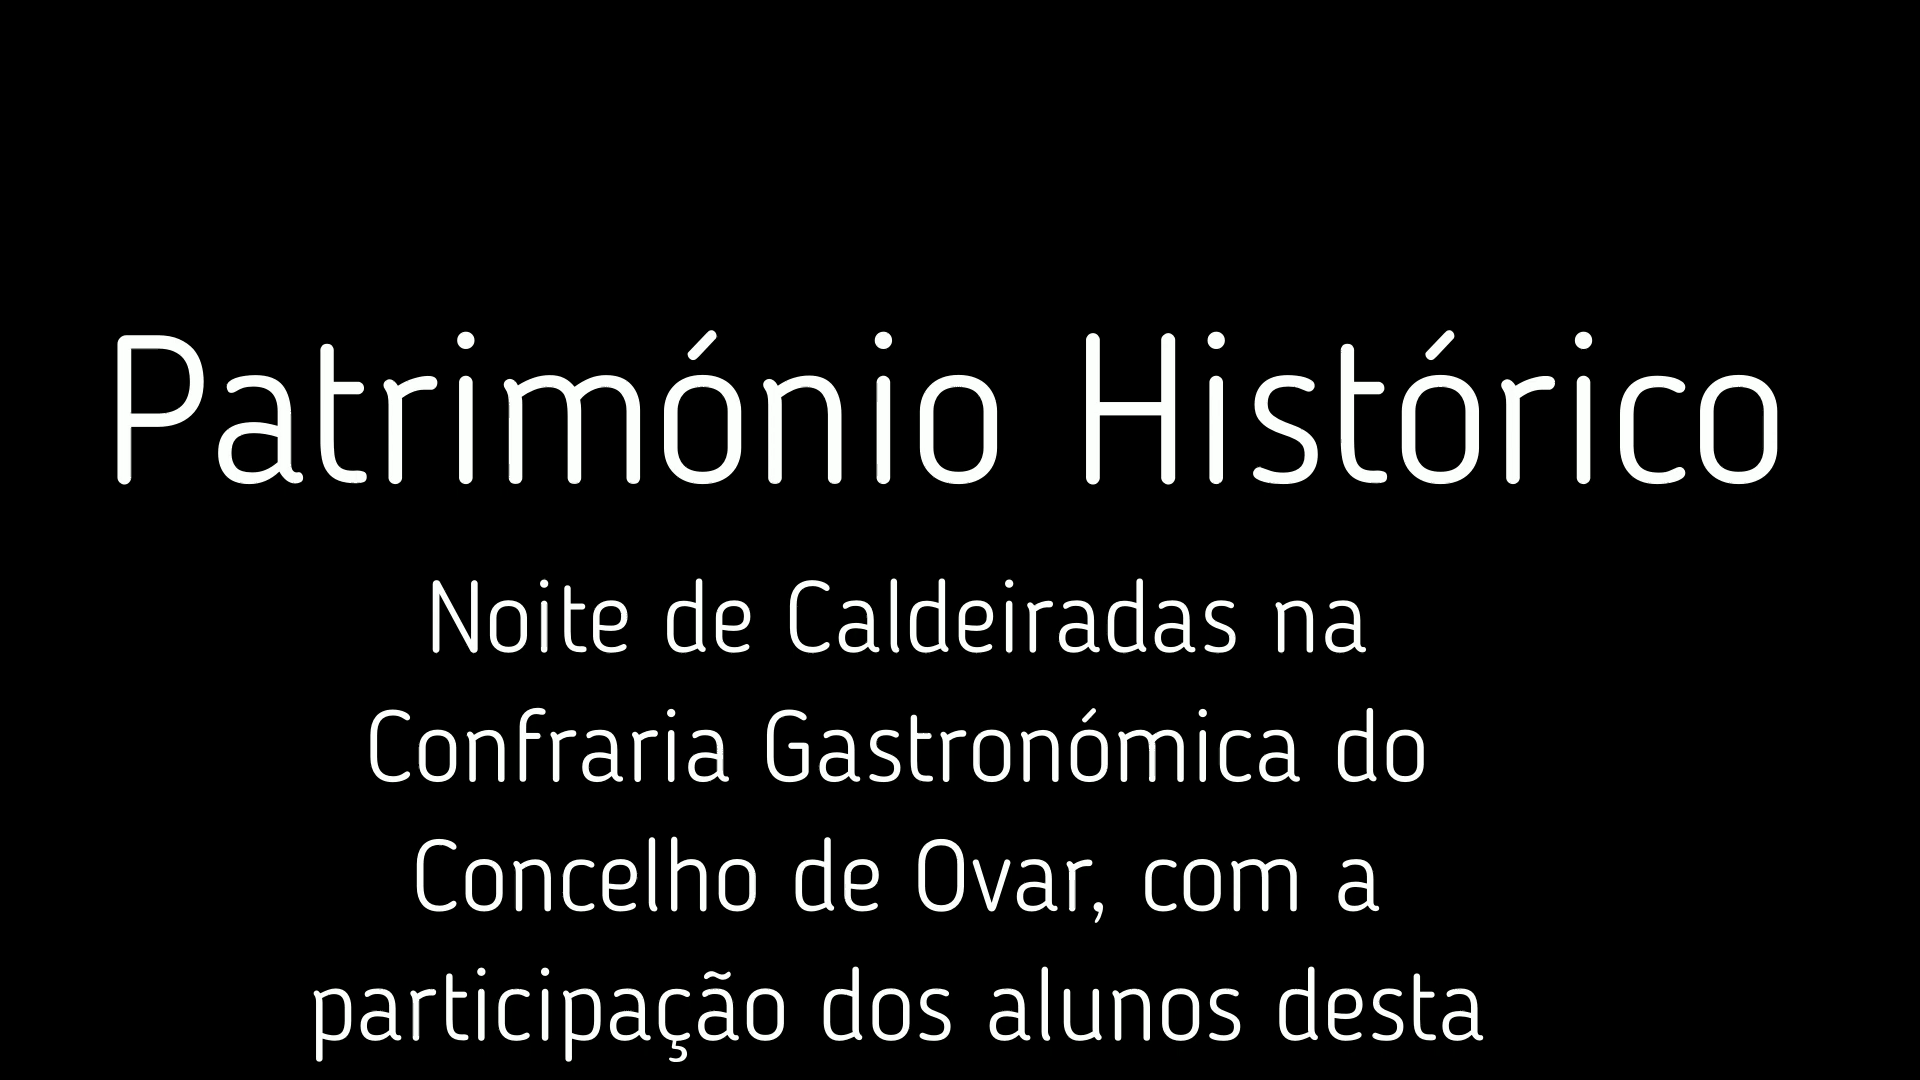 Património Histórico
Noite de Caldeiradas na
Confraria Gastronómica do
Concelho de Ovar, com a
participação dos alunos desta